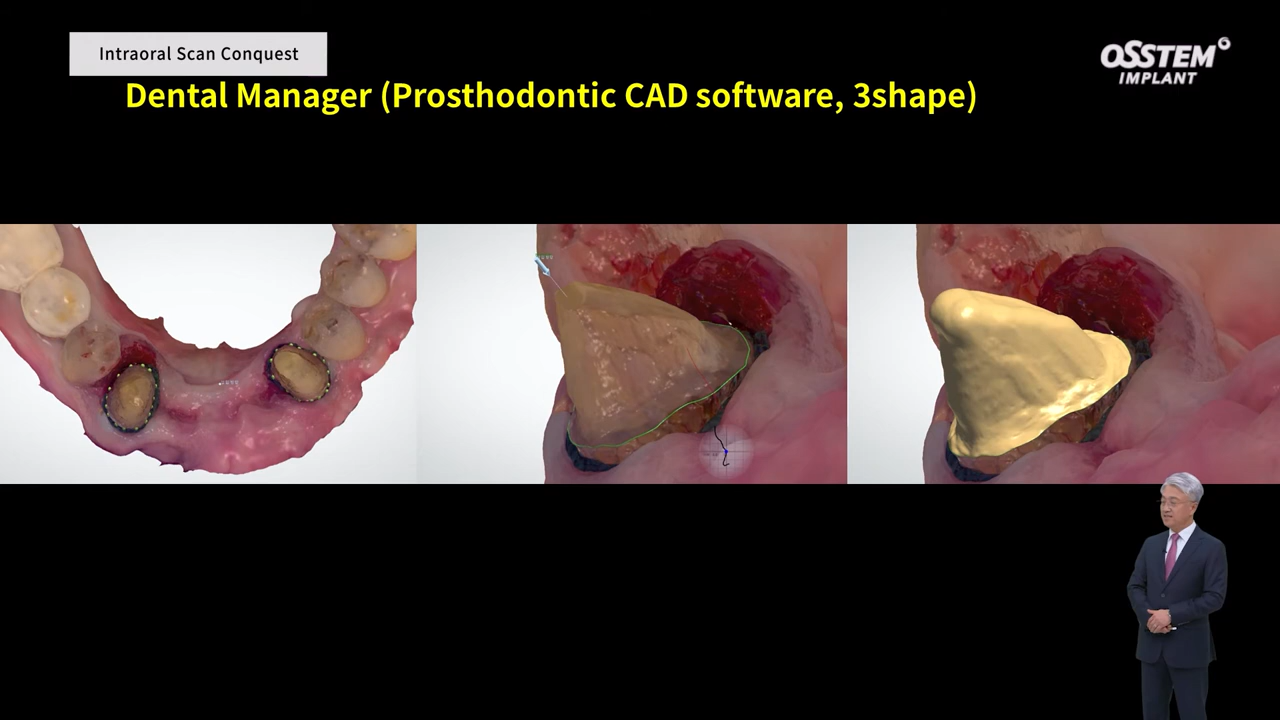 Intraoral Scan Conquest
OSSTEM
IMPLANT
Dental Manager (Prosthodontic CAD software, 3shape)